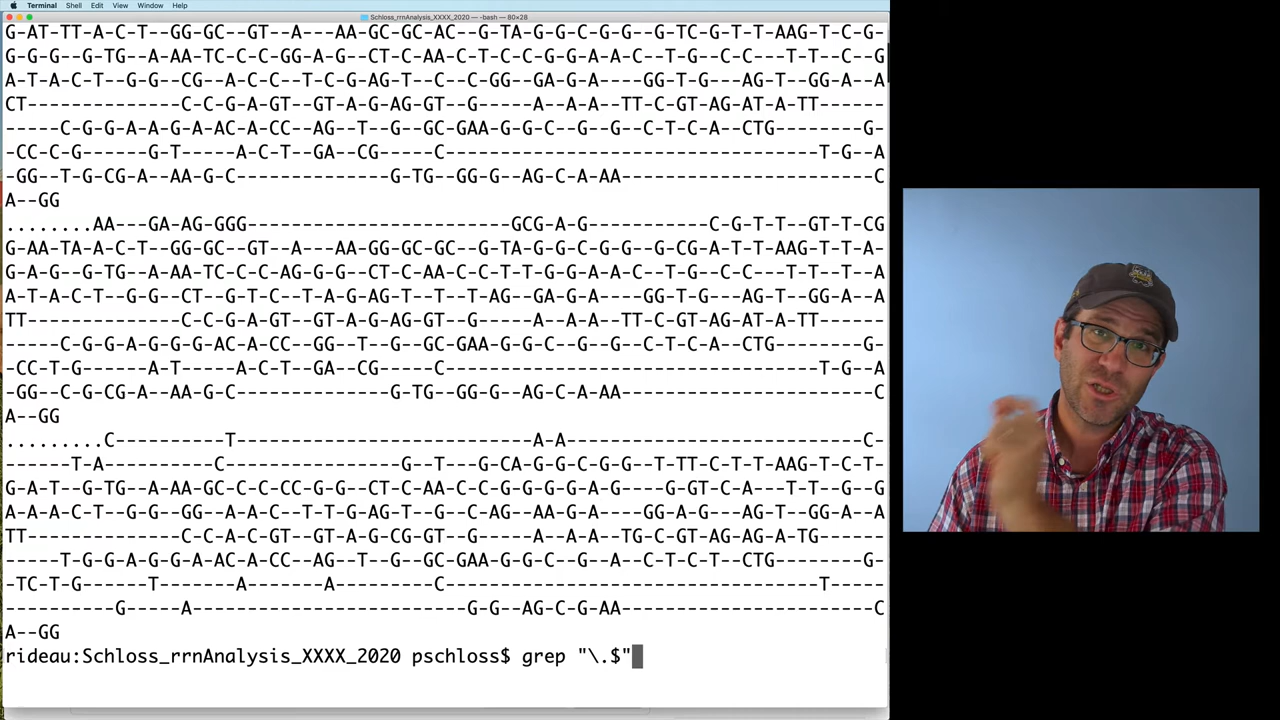 Terminal Shell Edit View Window Help
Schloss_rrnAnalysis_XXXX_2020 — -bash — 80×28
G-AT-TT-A-C-T--GG-GC--GT--A---AA-GC-GC-AC--G-TA-G-G-C-G-G--G-TC-G-T-T-AAG-T-C-G-
G-G-G--G-TG--A-AA-TC-C-C-GG-A-G--CT-C-AA-C-T-C-C-G-G-A-A-C--T-G--C-C---T-T--C--G
A-T-A-C-T--G-G--CG--A-C-C--T-C-G-AG-T--C--GG--GA-G-A----GG-T-G---AG-T--GG-A--A
CT--------------C-C-G-A-GT--GT-A-G-AG-GT--G-----A--A-A--TT-C-GT-AG-AT-A-TT------
-----C-G-G-A-A-G-A-AC-A-CC--AG--T--G--GC-GAA-G-G-C--G--G--C-T-C-A--CTG--------G-
-CC-C-G------G-T-----A-C-T--GA--CG-----C----------------------------------T-G--A
-GG--T-G-CG-A--AA-G-C--------------G-TG--GG-G--AG-C-A-AA-----------------------C
A--GG
........AA---GA-AG-GGG------------------------GCG-A-G-----------C-G-T-T--GT-T-CG
G-AA-TA-A-C-T--GG-GC--GT--A---AA-GG-GC-GC--G-TA-G-G-C-G-G--G-CG-A-T-T-AAG-T-T-A-
G-A-G--G-TG--A-AA-TC-C-C-AG-G-G--CT-C-AA-C-C-T-T-G-G-A-A-C--T-G--C-C---T-T--T--A
A-T-A-C-T--G-G--CT--G-T-C--T-A-G-AG-T--T--T-AG--GA-G-A----GG-T-G---AG-T--GG-A--A
TT--------------C-C-G-A-GT--GT-A-G-AG-GT--G-----A--A-A--TT-C-GT-AG-AT-A-TT------
-----C-G-G-A-G-G-G-AC-A-CC--GG--T--G--GC-GAA-G-G-C--G--G--C-T-C-A--CTG--------G-
-CC-T-G------A-T-----A-C-T--GA--CG-----C----------------------------------T-G--A
-GG--C-G-CG-A--AA-G-C--------------G-TG--GG-G--AG-C-A-AA-----------------------C
A--GG
.........C----------T---------------------------A-A---------------------------C-
------T-A----------C----------------G--T---G-CA-G-G-C-G-G--T-TT-C-T-T-AAG-T-C-T-
G-A-T--G-TG--A-AA-GC-C-C-CC-G-G--CT-C-AA-C-C-G-G-G-G-A-G---G-GT-C-A---T-T--G--G
A-A-A-C-T--G-G--GG--A-A-C--T-T-G-AG-T--G--C-AG--AA-G-A----GG-A-G---AG-T--GG-A--A
TT--------------C-C-A-C-GT--GT-A-G-CG-GT--G-----A--A-A--TG-C-GT-AG-AG-A-TG------
-----T-G-G-A-G-G-A-AC-A-CC--AG--T--G--GC-GAA-G-G-C--G--A--C-T-C-T--CTG--------G-
-TC-T-G------T-------A-------A---------C----------------------------------T-----
----------G-----A-------------------------G-G--AG-C-G-AA-----------------------C
A--GG
rideau:Schloss_rrnAnalysis_XXXX_2020 pschloss$ grep "\.$"